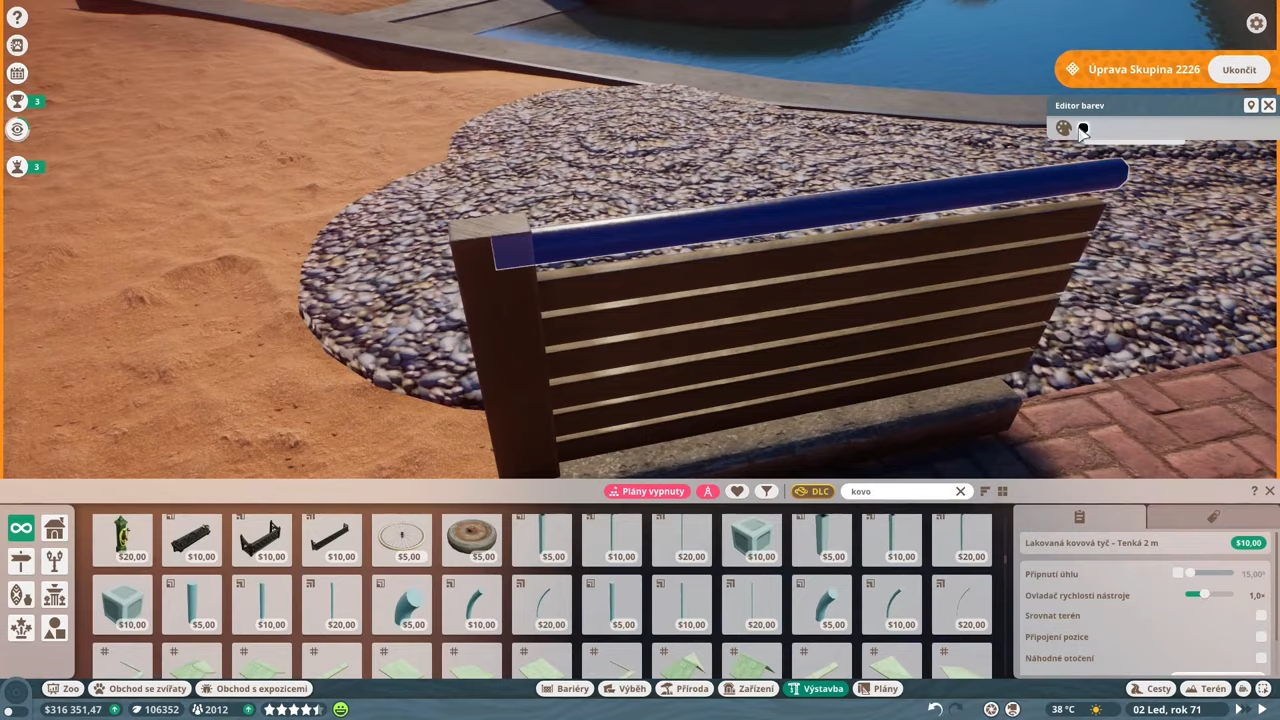 ?
3
3
Úprava Skupina 2226
Ukončit
Editor barev
Plány vypnuty
DLC
kovo
?
$20,00
$10,00
$10,00
$10,00
$5,00
$5,00
$5,00
$10,00
$20,00
$10,00
$5,00
$10,00
$20,00
$10,00
$5,00
$10,00
$20,00
$5,00
$10,00
$20,00
$5,00
$10,00
$20,00
$5,00
$10,00
$20,00
Lakovaná kovová tyč – Tenká 2 m
$10,00
Připnutí úhlu
15,00°
Ovladač rychlosti nástroje
1,0×
Srovnat terén
Připojení pozice
Náhodné otočení
Zoo
Obchod se zvířaty
Obchod s expozicemi
Bariéry
Výběh
Příroda
Zařízení
Výstavba
Plány
Cesty
Terén
$316 351,47
106352
2012
38 °C
02 Led, rok 71